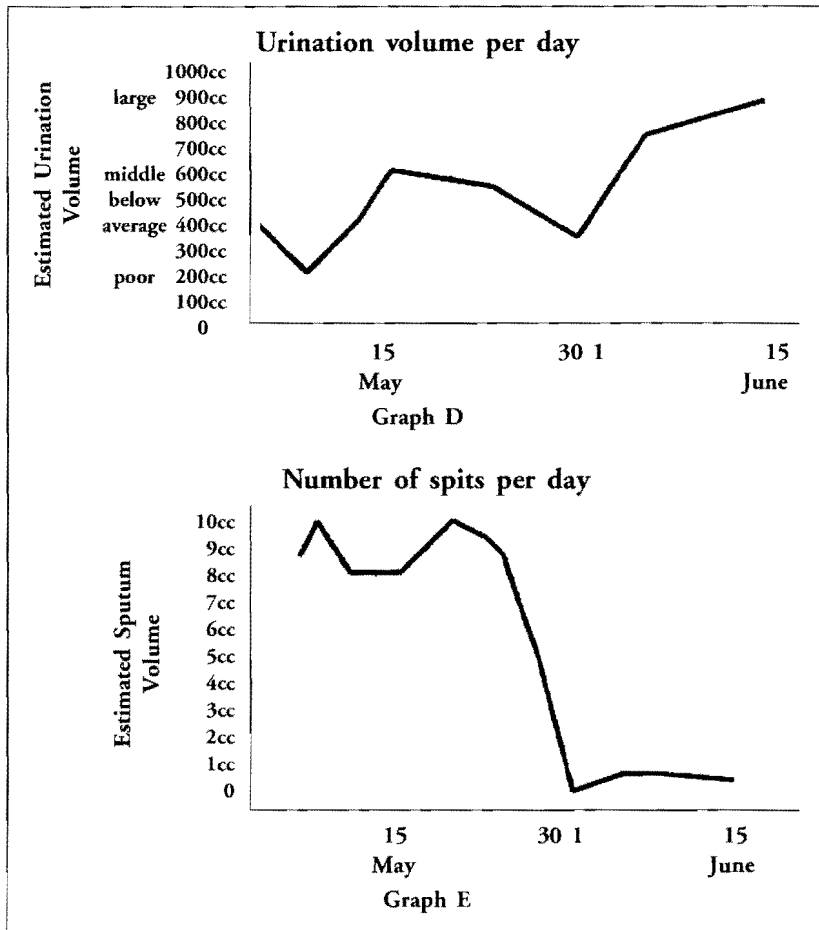 Urination volume per day
Estimated Urination
Volume
1000cc
large 900cc
800cc
700cc
middle 600cc
below 500cc
average 400cc
300cc
poor 200cc
100cc
0
15 30 1 15
May June
Graph D
Number of spits per day
Estimated Sputum
Volume
10cc
9cc
8cc
7cc
6cc
5cc
4cc
3cc
2cc
1cc
0
15 30 1 15
May June
Graph E